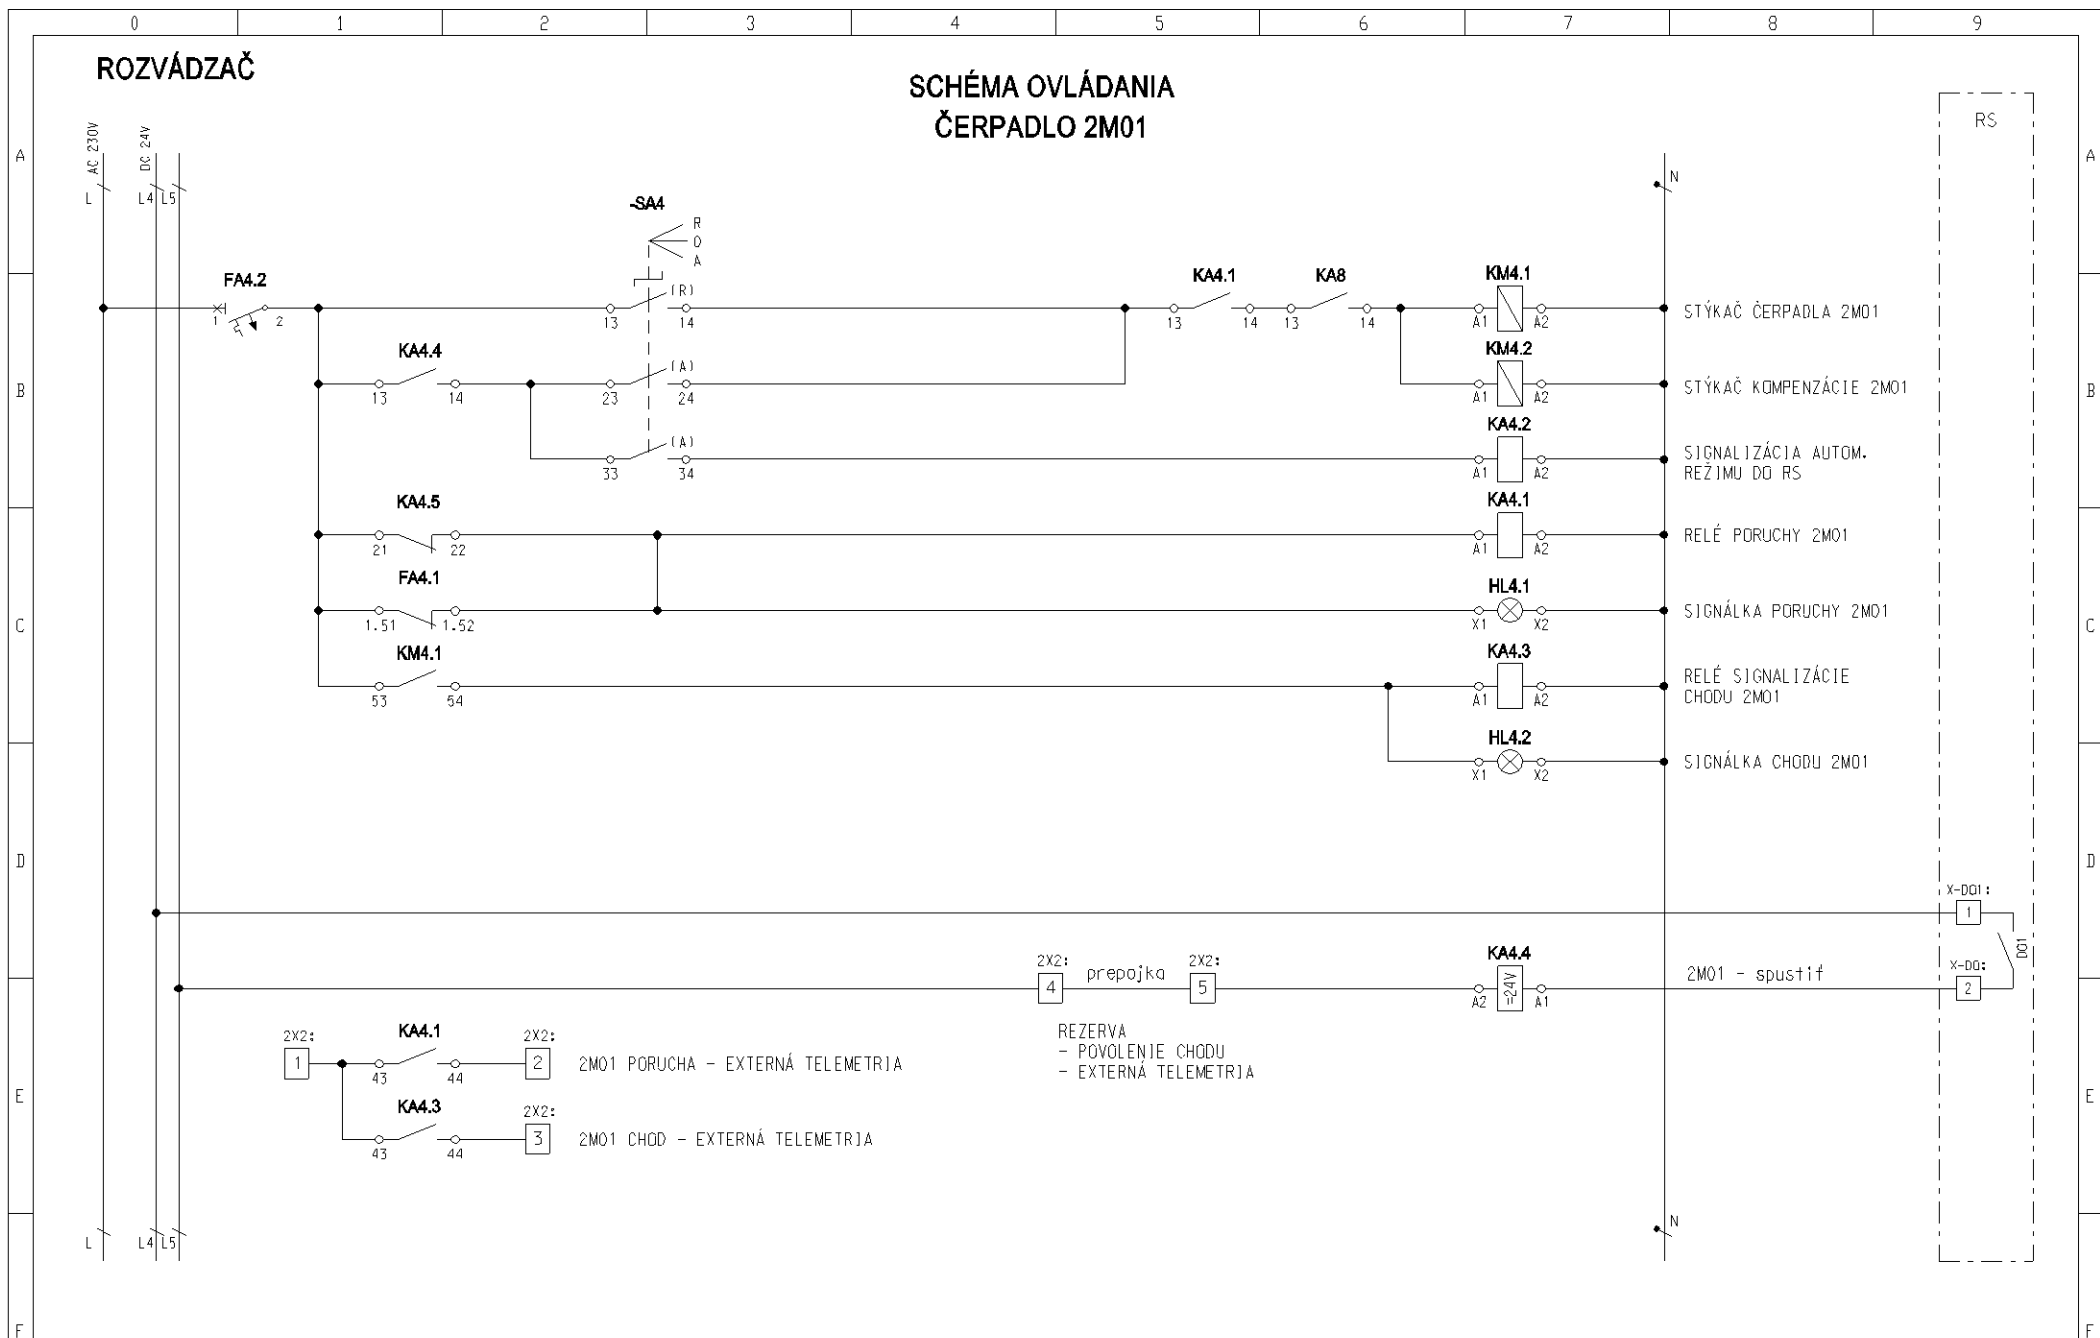 0 1 2 3 4 5 6 7 8 9
ROZVÁDZAČ
SCHÉMA OVLÁDANIA
ČERPADLO 2M01
RS
AC 230V
DC 24V
A A
L L4 L5
N
-SA4
R
0
A
FA4.2
KA4.1 KA8 KM4.1
(R)
1 2 13 14 13 14 13 14 A1 A2
STÝKAČ ČERPADLA 2M01
KA4.4 KM4.2
(A)
B B
13 14 23 24 A1 A2
STÝKAČ KOMPENZÁCIE 2M01
KA4.2
(A)
33 34 A1 A2
SIGNALIZÁCIA AUTOM.
REŽIMU DO RS
KA4.5 KA4.1
21 22 A1 A2
RELÉ PORUCHY 2M01
FA4.1 HL4.1
1.51 1.52 X1 X2
SIGNÁLKA PORUCHY 2M01
C C
KM4.1 KA4.3
53 54 A1 A2
RELÉ SIGNALIZÁCIE
CHODU 2M01
HL4.2
X1 X2
SIGNÁLKA CHODU 2M01
D D
X-DO1:
1
DO1
2X2: prepojka 2X2: KA4.4
4 5 A2 =24V A1
2M01 - spustiť
X-DO:
2
REZERVA
- POVOLENIE CHODU
- EXTERNÁ TELEMETRIA
2X2: KA4.1 2X2:
1 43 44 2
2M01 PORUCHA - EXTERNÁ TELEMETRIA
E E
KA4.3 2X2:
43 44 3
2M01 CHOD - EXTERNÁ TELEMETRIA
L L4 L5
N
F F